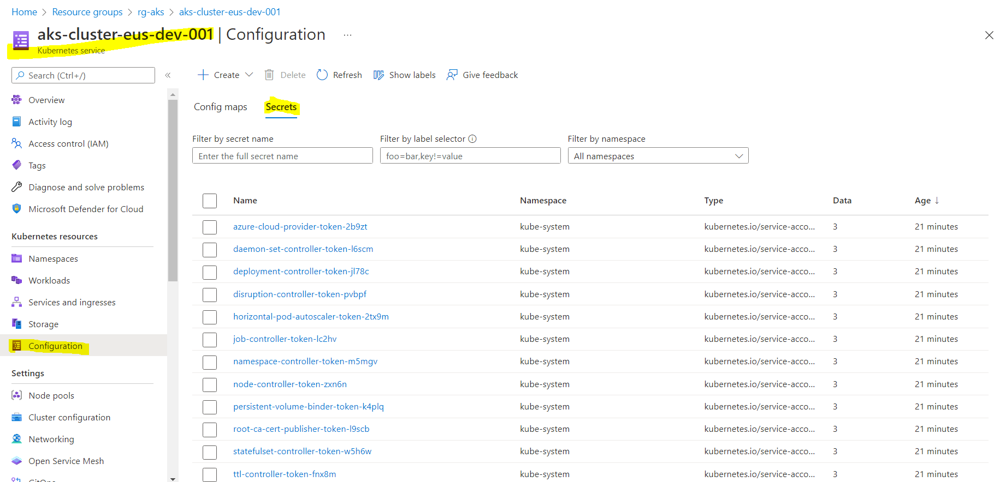 Home > Resource groups > rg-aks > aks-cluster-eus-dev-001
aks-cluster-eus-dev-001 | Configuration ...
Kubernetes service
Search (Ctrl+/)
«
Overview
Activity log
Access control (IAM)
Tags
Diagnose and solve problems
Microsoft Defender for Cloud
Kubernetes resources
Namespaces
Workloads
Services and ingresses
Storage
Configuration
Settings
Node pools
Cluster configuration
Networking
Open Service Mesh
GitOps
Create Delete Refresh Show labels Give feedback
Config maps Secrets
Filter by secret name Filter by label selector Filter by namespace
Enter the full secret name foo=bar,key!=value All namespaces
Name Namespace Type Data Age ↓
azure-cloud-provider-token-2b9zt kube-system kubernetes.io/service-acco... 3 21 minutes
daemon-set-controller-token-l6scm kube-system kubernetes.io/service-acco... 3 21 minutes
deployment-controller-token-jl78c kube-system kubernetes.io/service-acco... 3 21 minutes
disruption-controller-token-pvbpf kube-system kubernetes.io/service-acco... 3 21 minutes
horizontal-pod-autoscaler-token-2tx9m kube-system kubernetes.io/service-acco... 3 21 minutes
job-controller-token-lc2hv kube-system kubernetes.io/service-acco... 3 21 minutes
namespace-controller-token-m5mgv kube-system kubernetes.io/service-acco... 3 21 minutes
node-controller-token-zxn6n kube-system kubernetes.io/service-acco... 3 21 minutes
persistent-volume-binder-token-k4plq kube-system kubernetes.io/service-acco... 3 21 minutes
root-ca-cert-publisher-token-l9scb kube-system kubernetes.io/service-acco... 3 21 minutes
statefulset-controller-token-w5h6w kube-system kubernetes.io/service-acco... 3 21 minutes
ttl-controller-token-fnx8m kube-system kubernetes.io/service-acco... 3 21 minutes